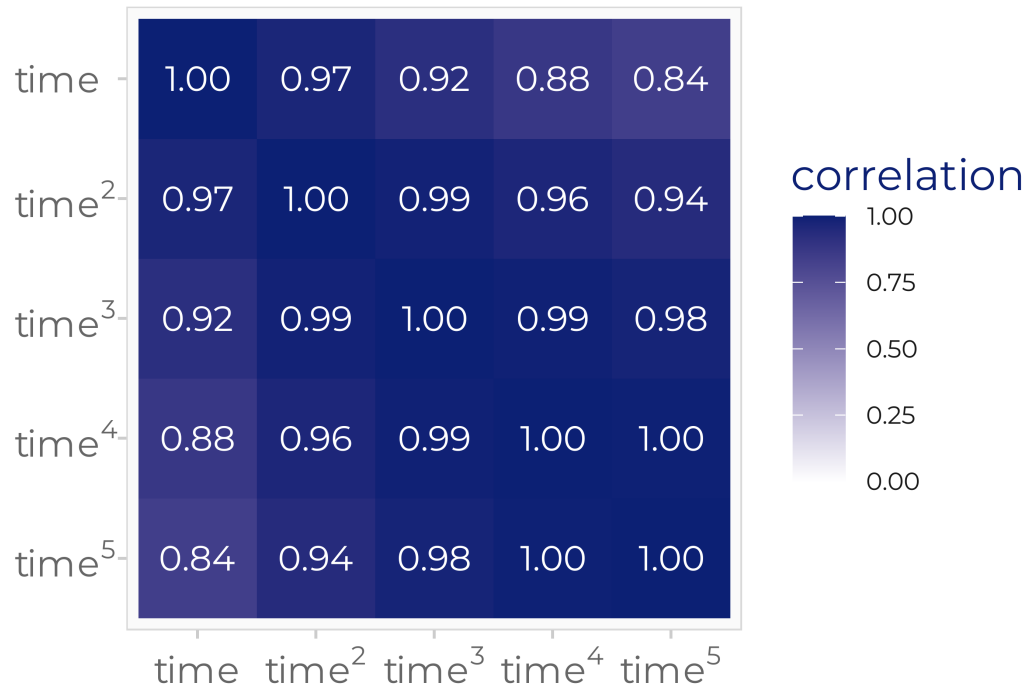 time 1.00 0.97 0.92 0.88 0.84
time² 0.97 1.00 0.99 0.96 0.94
time³ 0.92 0.99 1.00 0.99 0.98
time⁴ 0.88 0.96 0.99 1.00 1.00
time⁵ 0.84 0.94 0.98 1.00 1.00
time time² time³ time⁴ time⁵
correlation
1.00
0.75
0.50
0.25
0.00